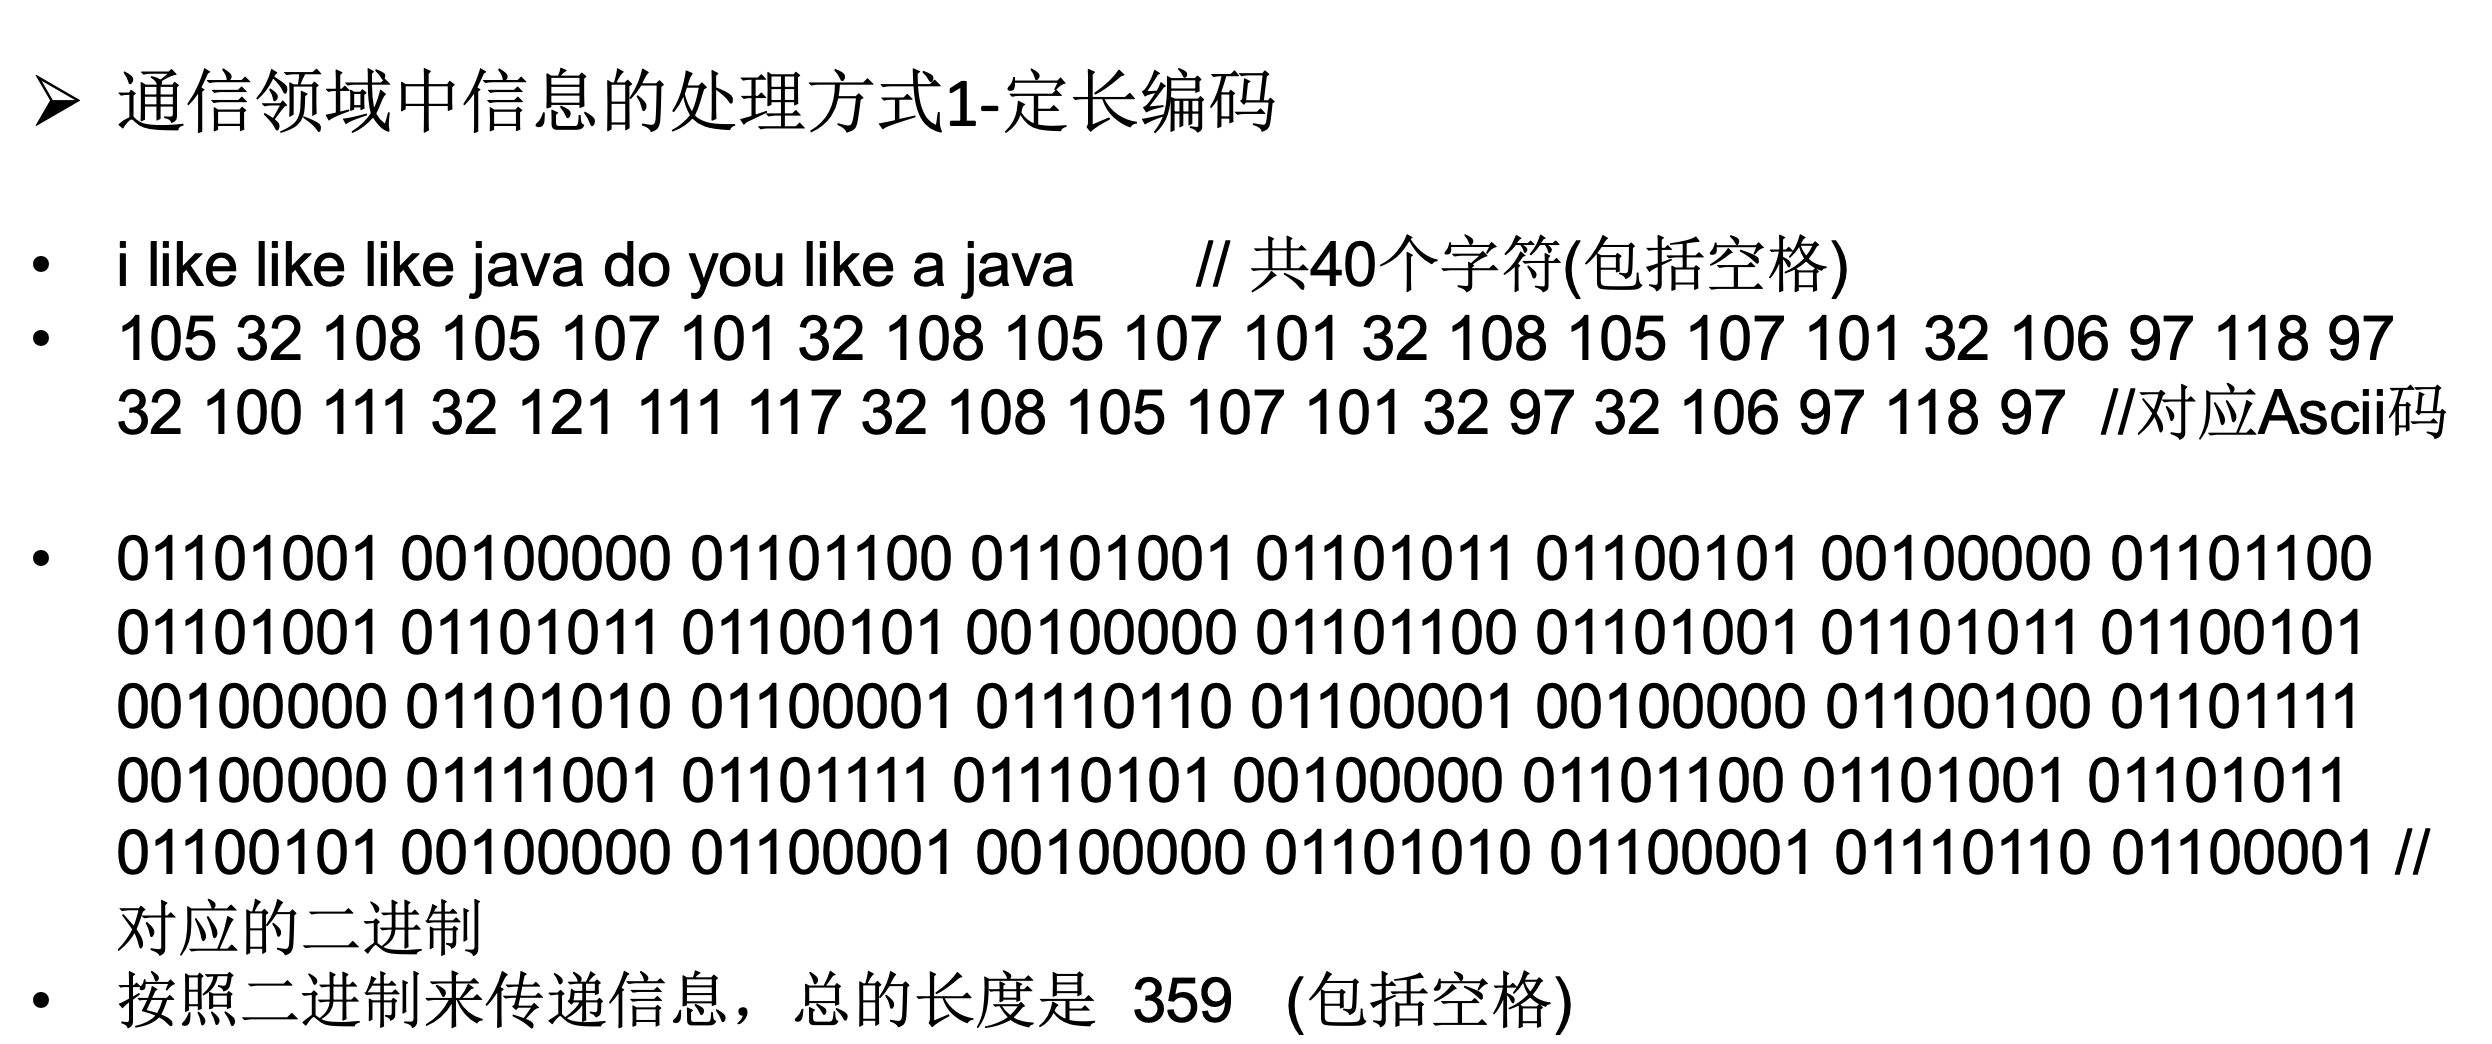 ➢ 通信领域中信息的处理方式1-定长编码
• i like like like java do you like a java // 共40个字符(包括空格)
• 105 32 108 105 107 101 32 108 105 107 101 32 108 105 107 101 32 106 97 118 97
32 100 111 32 121 111 117 32 108 105 107 101 32 97 32 106 97 118 97 //对应Ascii码
• 01101001 00100000 01101100 01101001 01101011 01100101 00100000 01101100
01101001 01101011 01100101 00100000 01101100 01101001 01101011 01100101
00100000 01101010 01100001 01110110 01100001 00100000 01100100 01101111
00100000 01111001 01101111 01110101 00100000 01101100 01101001 01101011
01100101 00100000 01100001 00100000 01101010 01100001 01110110 01100001 //
对应的二进制
• 按照二进制来传递信息，总的长度是 359 (包括空格)